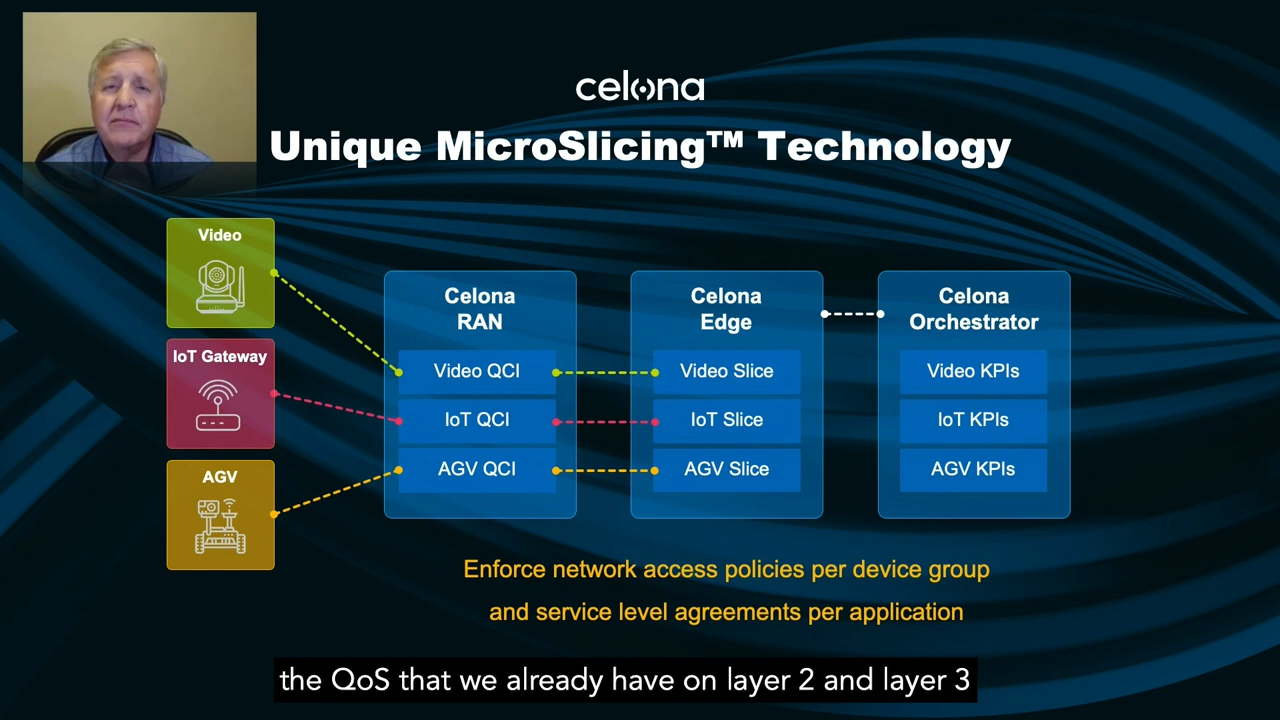 celona
Unique MicroSlicing™ Technology
Video
IoT Gateway
AGV
Celona
RAN
Video QCI
IoT QCI
AGV QCI
Celona
Edge
Video Slice
IoT Slice
AGV Slice
Celona
Orchestrator
Video KPIs
IoT KPIs
AGV KPIs
Enforce network access policies per device group
and service level agreements per application
the QoS that we already have on layer 2 and layer 3